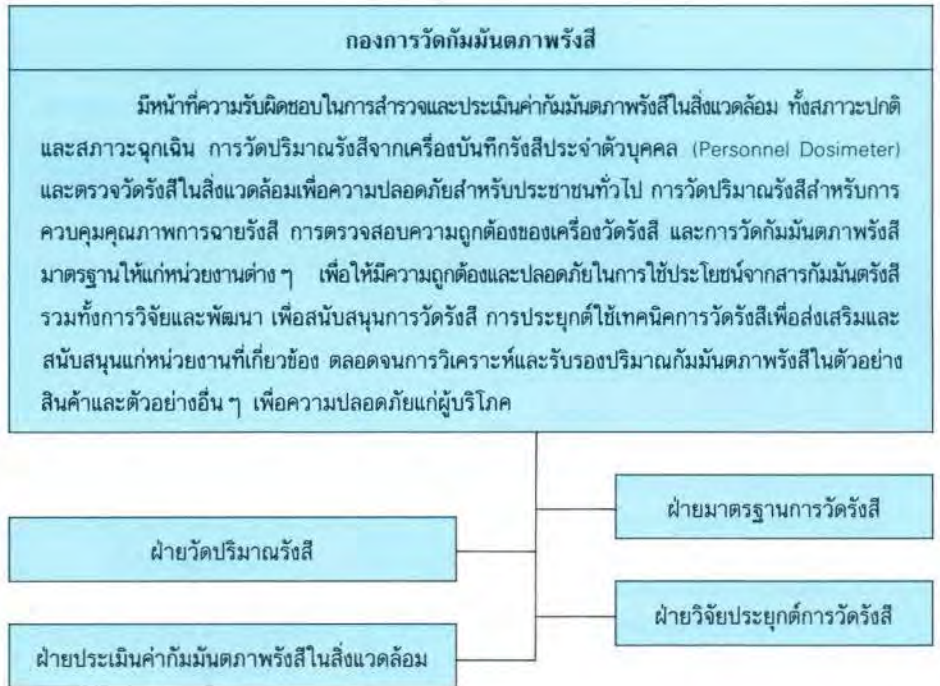 กองการวัดกัมมันตภาพรังสี
มีหน้าที่ความรับผิดชอบในการสำรวจและประเมินค่ากัมมันตภาพรังสีในสิ่งแวดล้อม ทั้งสภาวะปกติ
และสภาวะฉุกเฉิน การวัดปริมาณรังสีจากเครื่องบันทึกรังสีประจำตัวบุคคล (Personnel Dosimeter)
และตรวจวัดรังสีในสิ่งแวดล้อมเพื่อความปลอดภัยสำหรับประชาชนทั่วไป การวัดปริมาณรังสีสำหรับการ
ควบคุมคุณภาพการฉายรังสี การตรวจสอบความถูกต้องของเครื่องวัดรังสี และการวัดกัมมันตภาพรังสี
มาตรฐานให้แก่หน่วยงานต่าง ๆ เพื่อให้มีความถูกต้องและปลอดภัยในการใช้ประโยชน์จากสารกัมมันตรังสี
รวมทั้งการวิจัยและพัฒนา เพื่อสนับสนุนการวัดรังสี การประยุกต์ใช้เทคนิคการวัดรังสีเพื่อส่งเสริมและ
สนับสนุนแก่หน่วยงานที่เกี่ยวข้อง ตลอดจนการวิเคราะห์และรับรองปริมาณกัมมันตภาพรังสีในตัวอย่าง
สินค้าและตัวอย่างอื่น ๆ เพื่อความปลอดภัยแก่ผู้บริโภค
ฝ่ายมาตรฐานการวัดรังสี
ฝ่ายวัดปริมาณรังสี
ฝ่ายวิจัยประยุกต์การวัดรังสี
ฝ่ายประเมินค่ากัมมันตภาพรังสีในสิ่งแวดล้อม